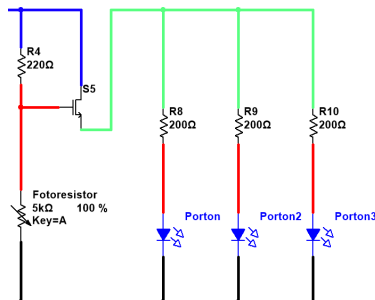 R4
220Ω
S5
R8
200Ω
R9
200Ω
R10
200Ω
Fotoresistor
5kΩ 100 %
Key=A
Porton
Porton2
Porton3